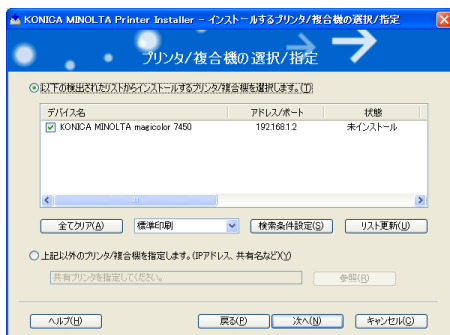 KONICA MINOLTA Printer Installer - インストールするプリンタ/複合機の選択/指定
プリンタ/複合機の選択/指定
以下の検出されたリストからインストールするプリンタ/複合機を選択します。(T)
デバイス名 アドレス/ポート 状態
KONICA MINOLTA magicolor 7450 192.168.1.2 未インストール
全てクリア(A) 標準印刷 検索条件設定(S) リスト更新(U)
上記以外のプリンタ/複合機を指定します。(IPアドレス、共有名など)(Y)
共有プリンタを指定してください。 参照(R)
ヘルプ(H) 戻る(P) 次へ(N) キャンセル(C)